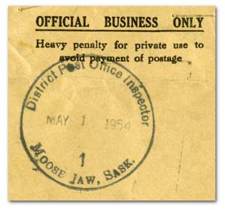 OFFICIAL BUSINESS ONLY
Heavy penalty for private use to
avoid payment of postage
District Post Office Inspector
MAY 1 1954
1
MOOSE JAW, SASK.